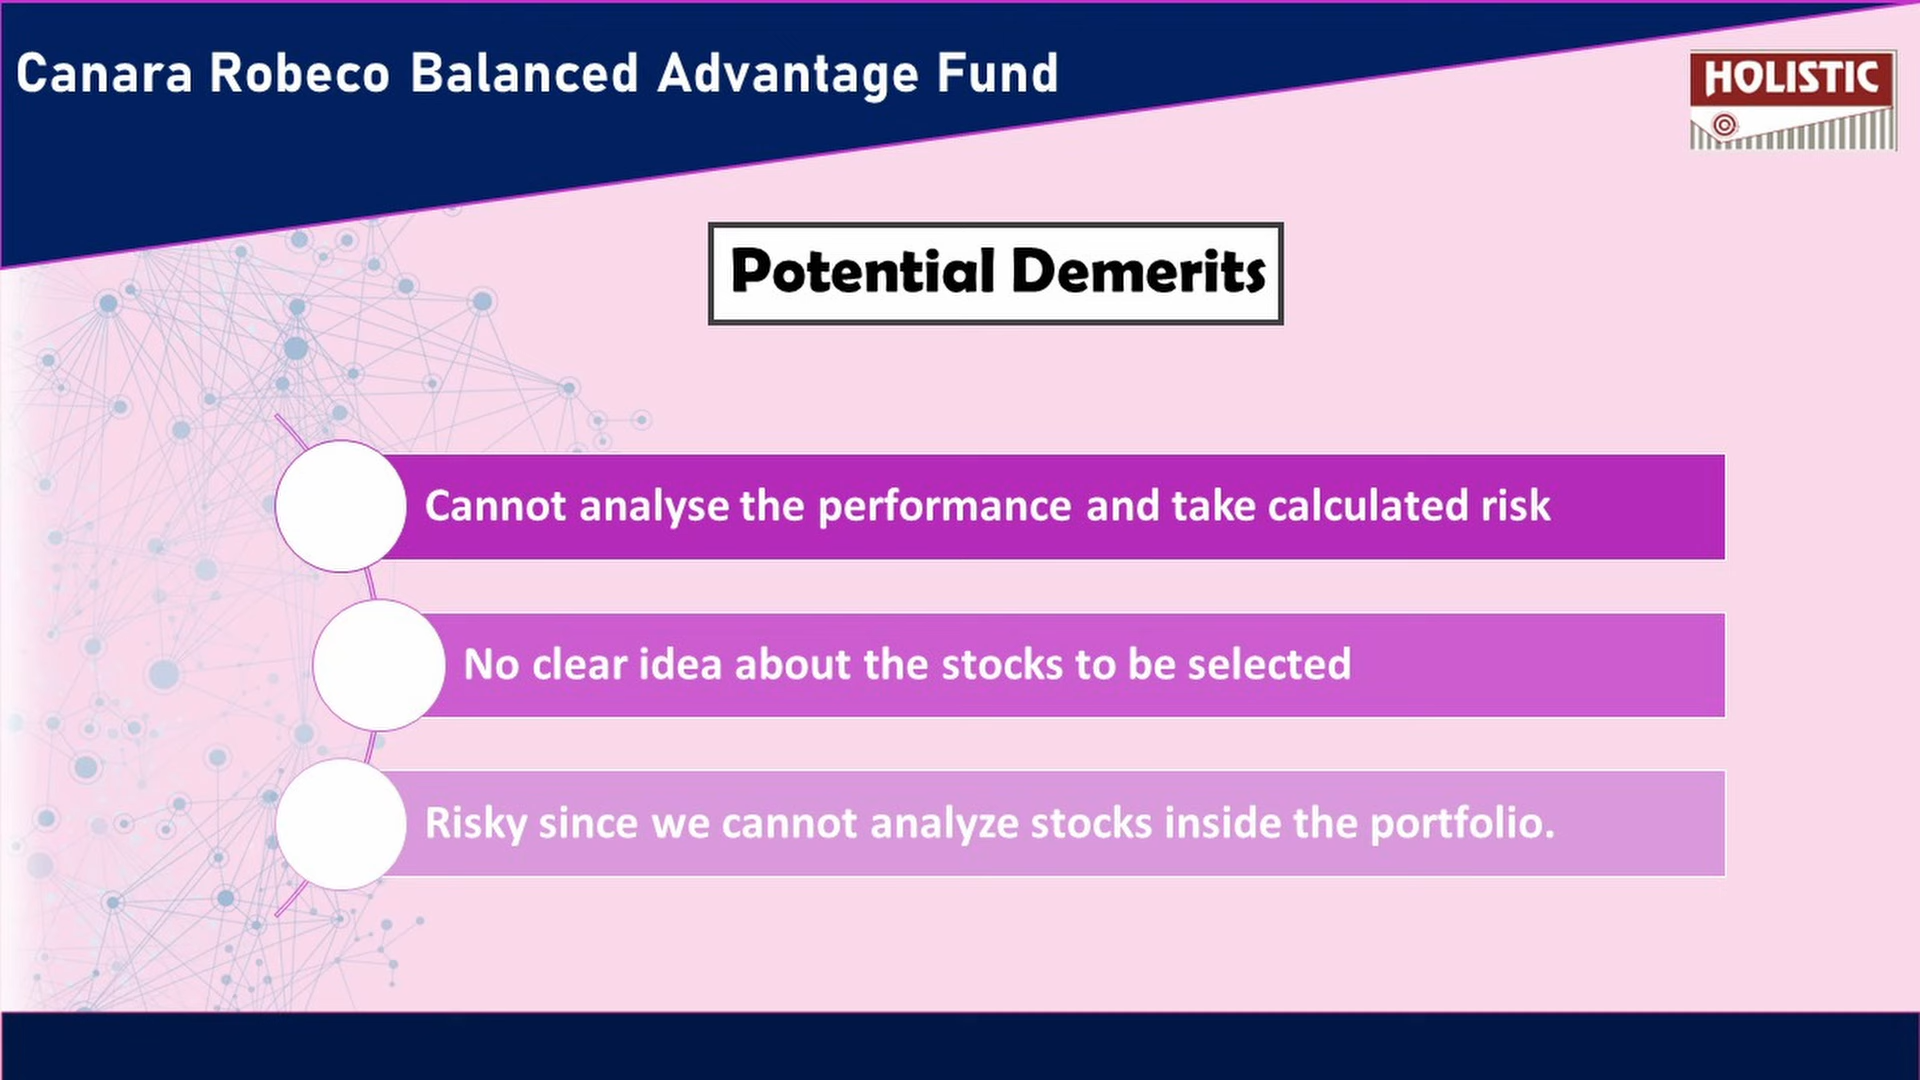 Canara Robeco Balanced Advantage Fund
HOLISTIC
Potential Demerits
Cannot analyse the performance and take calculated risk
No clear idea about the stocks to be selected
Risky since we cannot analyze stocks inside the portfolio.